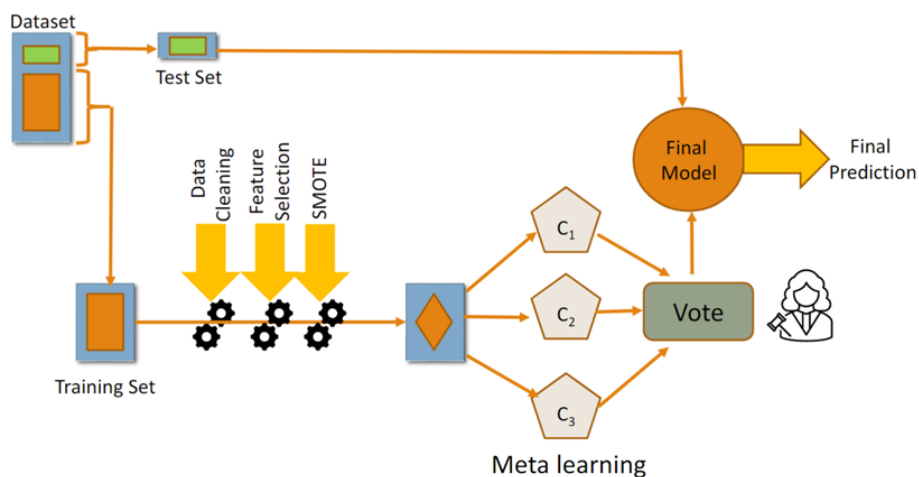 Dataset
Test Set
Data
Cleaning
Feature
Selection
SMOTE
Training Set
C1
C2
C3
Vote
Final
Model
Final
Prediction
Meta learning